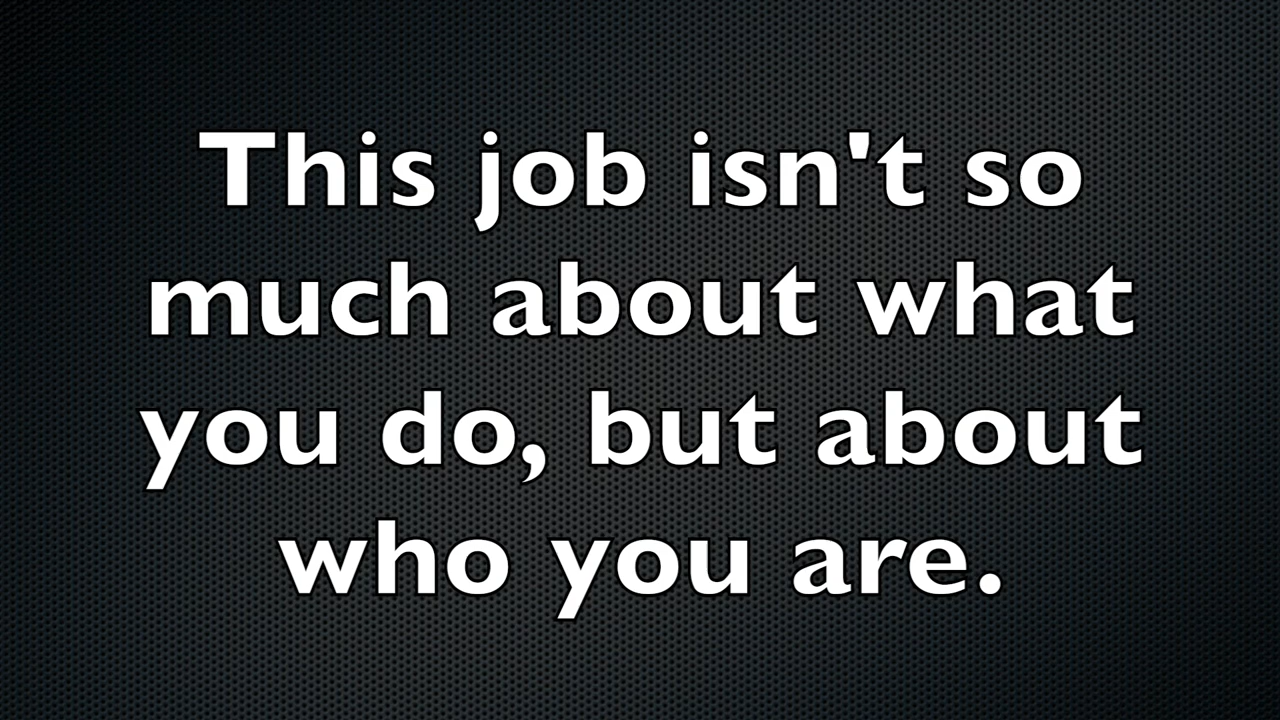 This job isn't so
much about what
you do, but about
who you are.